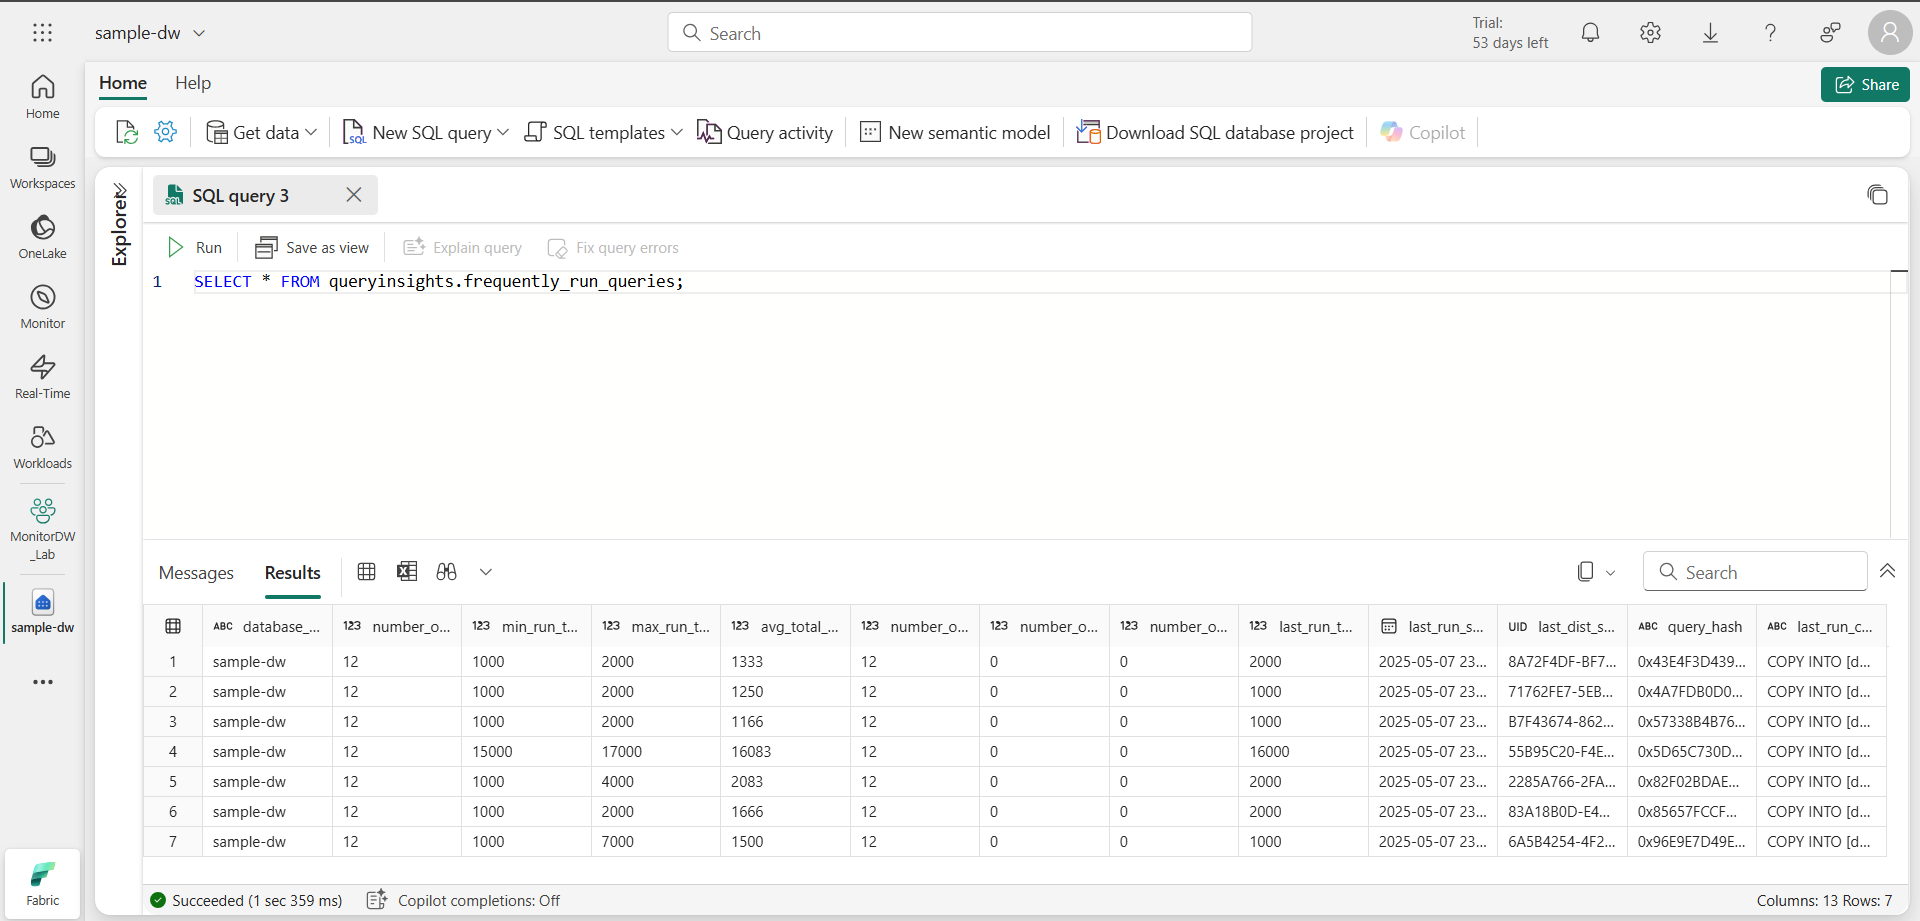 sample-dw
Search
Trial:
53 days left
Home
Help
Share
Get data
New SQL query
SQL templates
Query activity
New semantic model
Download SQL database project
Copilot
Home
Workspaces
OneLake
Monitor
Real-Time
Workloads
MonitorDW
_Lab
sample-dw
Fabric
Explorer
SQL query 3
Run
Save as view
Explain query
Fix query errors
1 SELECT * FROM queryinsights.frequently_run_queries;
Messages
Results
Search
ABC database_... 123 number_o... 123 min_run_t... 123 max_run_t... 123 avg_total_... 123 number_o... 123 number_o... 123 number_o... 123 last_run_t... last_run_s... UID last_dist_s... ABC query_hash ABC last_run_c...
1 sample-dw 12 1000 2000 1333 12 0 0 2000 2025-05-07 23... 8A72F4DF-BF7... 0x43E4F3D439... COPY INTO [d...
2 sample-dw 12 1000 2000 1250 12 0 0 1000 2025-05-07 23... 71762FE7-5EB... 0x4A7FDB0D0... COPY INTO [d...
3 sample-dw 12 1000 2000 1166 12 0 0 1000 2025-05-07 23... B7F43674-862... 0x57338B4B76... COPY INTO [d...
4 sample-dw 12 15000 17000 16083 12 0 0 16000 2025-05-07 23... 55B95C20-F4E... 0x5D65C730D... COPY INTO [d...
5 sample-dw 12 1000 4000 2083 12 0 0 2000 2025-05-07 23... 2285A766-2FA... 0x82F02BDAE... COPY INTO [d...
6 sample-dw 12 1000 2000 1666 12 0 0 2000 2025-05-07 23... 83A18B0D-E4... 0x85657FCCF... COPY INTO [d...
7 sample-dw 12 1000 7000 1500 12 0 0 1000 2025-05-07 23... 6A5B4254-4F2... 0x96E9E7D49E... COPY INTO [d...
Succeeded (1 sec 359 ms)
Copilot completions: Off
Columns: 13 Rows: 7